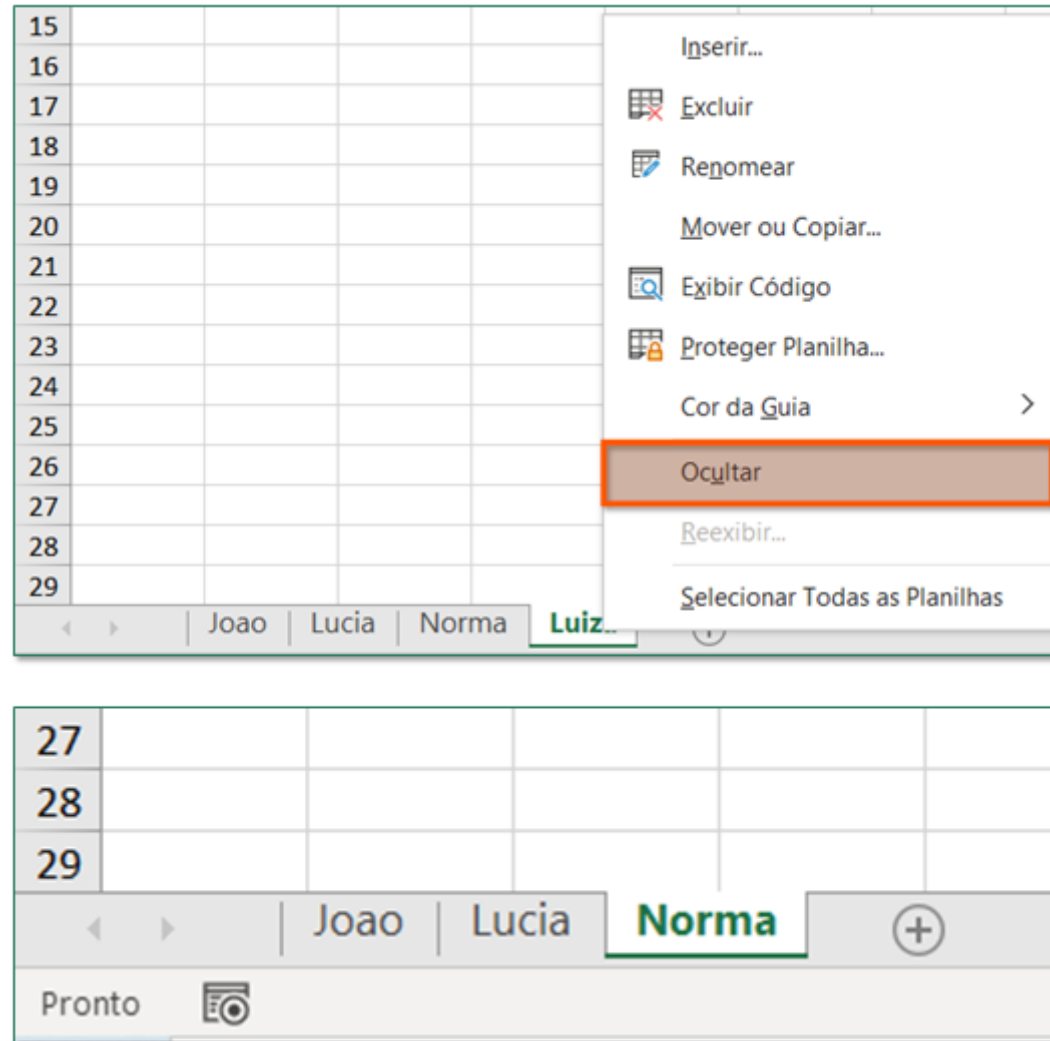 15
16
17
18
19
20
21
22
23
24
25
26
27
28
29
Inserir...
Excluir
Renomear
Mover ou Copiar...
Exibir Código
Proteger Planilha...
Cor da Guia
Ocultar
Reexibir...
Selecionar Todas as Planilhas
Joao Lucia Norma
27
28
29
Joao Lucia Norma
Pronto